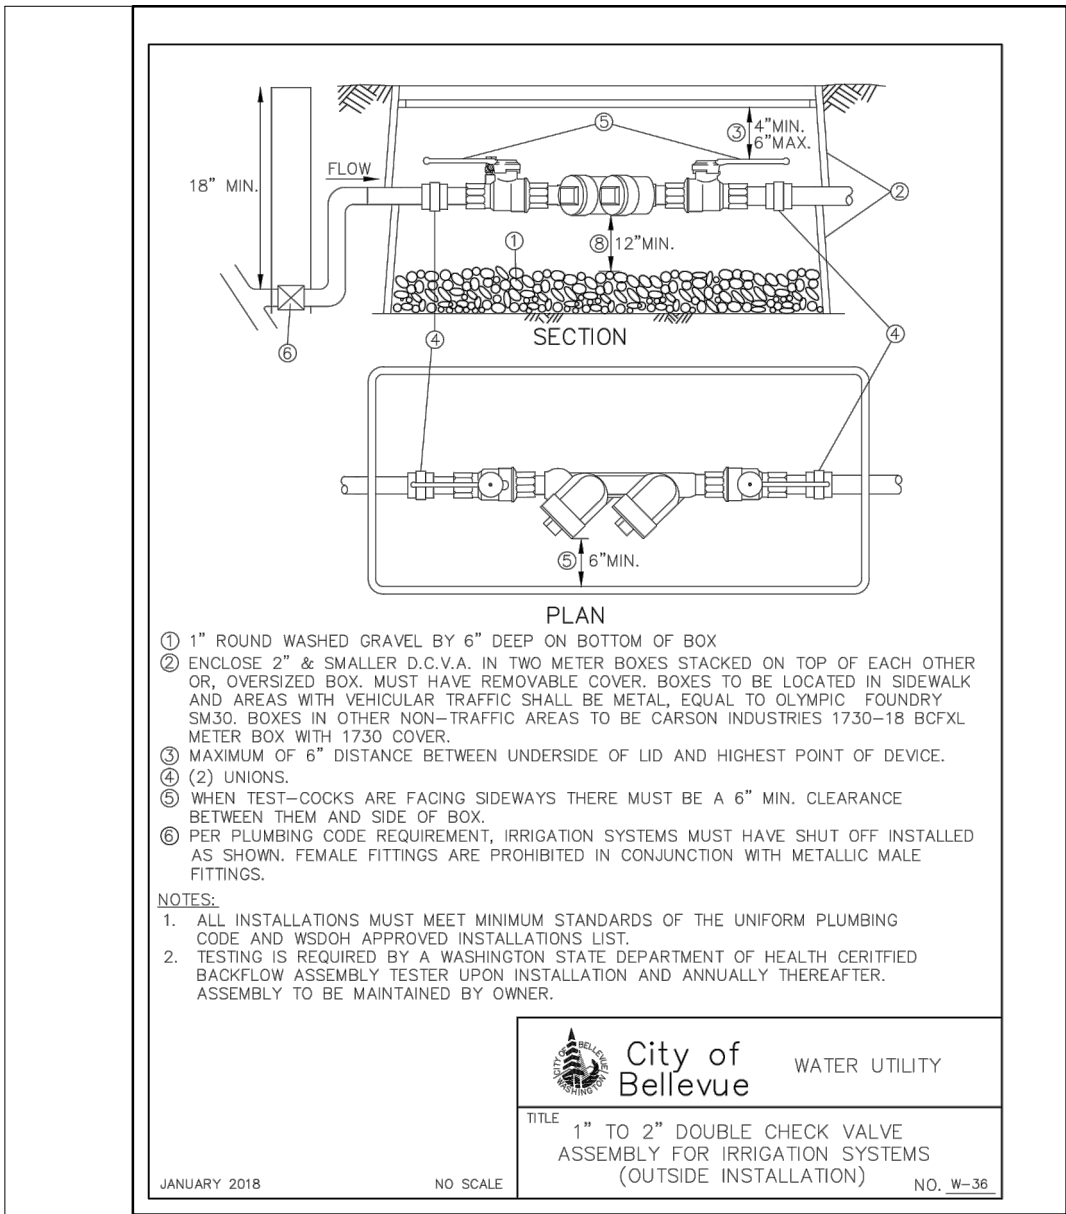 ⑤
③ 4"MIN.
6"MAX.
FLOW
18" MIN.
②
① ⑧ 12"MIN.
SECTION
④
④
⑥
⑤ 6"MIN.
PLAN
① 1" ROUND WASHED GRAVEL BY 6" DEEP ON BOTTOM OF BOX
② ENCLOSE 2" & SMALLER D.C.V.A. IN TWO METER BOXES STACKED ON TOP OF EACH OTHER
OR, OVERSIZED BOX. MUST HAVE REMOVABLE COVER. BOXES TO BE LOCATED IN SIDEWALK
AND AREAS WITH VEHICULAR TRAFFIC SHALL BE METAL, EQUAL TO OLYMPIC FOUNDRY
SM30. BOXES IN OTHER NON-TRAFFIC AREAS TO BE CARSON INDUSTRIES 1730-18 BCFXL
METER BOX WITH 1730 COVER.
③ MAXIMUM OF 6" DISTANCE BETWEEN UNDERSIDE OF LID AND HIGHEST POINT OF DEVICE.
④ (2) UNIONS.
⑤ WHEN TEST-COCKS ARE FACING SIDEWAYS THERE MUST BE A 6" MIN. CLEARANCE
BETWEEN THEM AND SIDE OF BOX.
⑥ PER PLUMBING CODE REQUIREMENT, IRRIGATION SYSTEMS MUST HAVE SHUT OFF INSTALLED
AS SHOWN. FEMALE FITTINGS ARE PROHIBITED IN CONJUNCTION WITH METALLIC MALE
FITTINGS.
NOTES:
1. ALL INSTALLATIONS MUST MEET MINIMUM STANDARDS OF THE UNIFORM PLUMBING
CODE AND WSDOH APPROVED INSTALLATIONS LIST.
2. TESTING IS REQUIRED BY A WASHINGTON STATE DEPARTMENT OF HEALTH CERITFIED
BACKFLOW ASSEMBLY TESTER UPON INSTALLATION AND ANNUALLY THEREAFTER.
ASSEMBLY TO BE MAINTAINED BY OWNER.
CITY OF BELLEVUE
WASHINGTON
City of
Bellevue
WATER UTILITY
TITLE
1" TO 2" DOUBLE CHECK VALVE
ASSEMBLY FOR IRRIGATION SYSTEMS
(OUTSIDE INSTALLATION)
JANUARY 2018
NO SCALE
NO. W-36